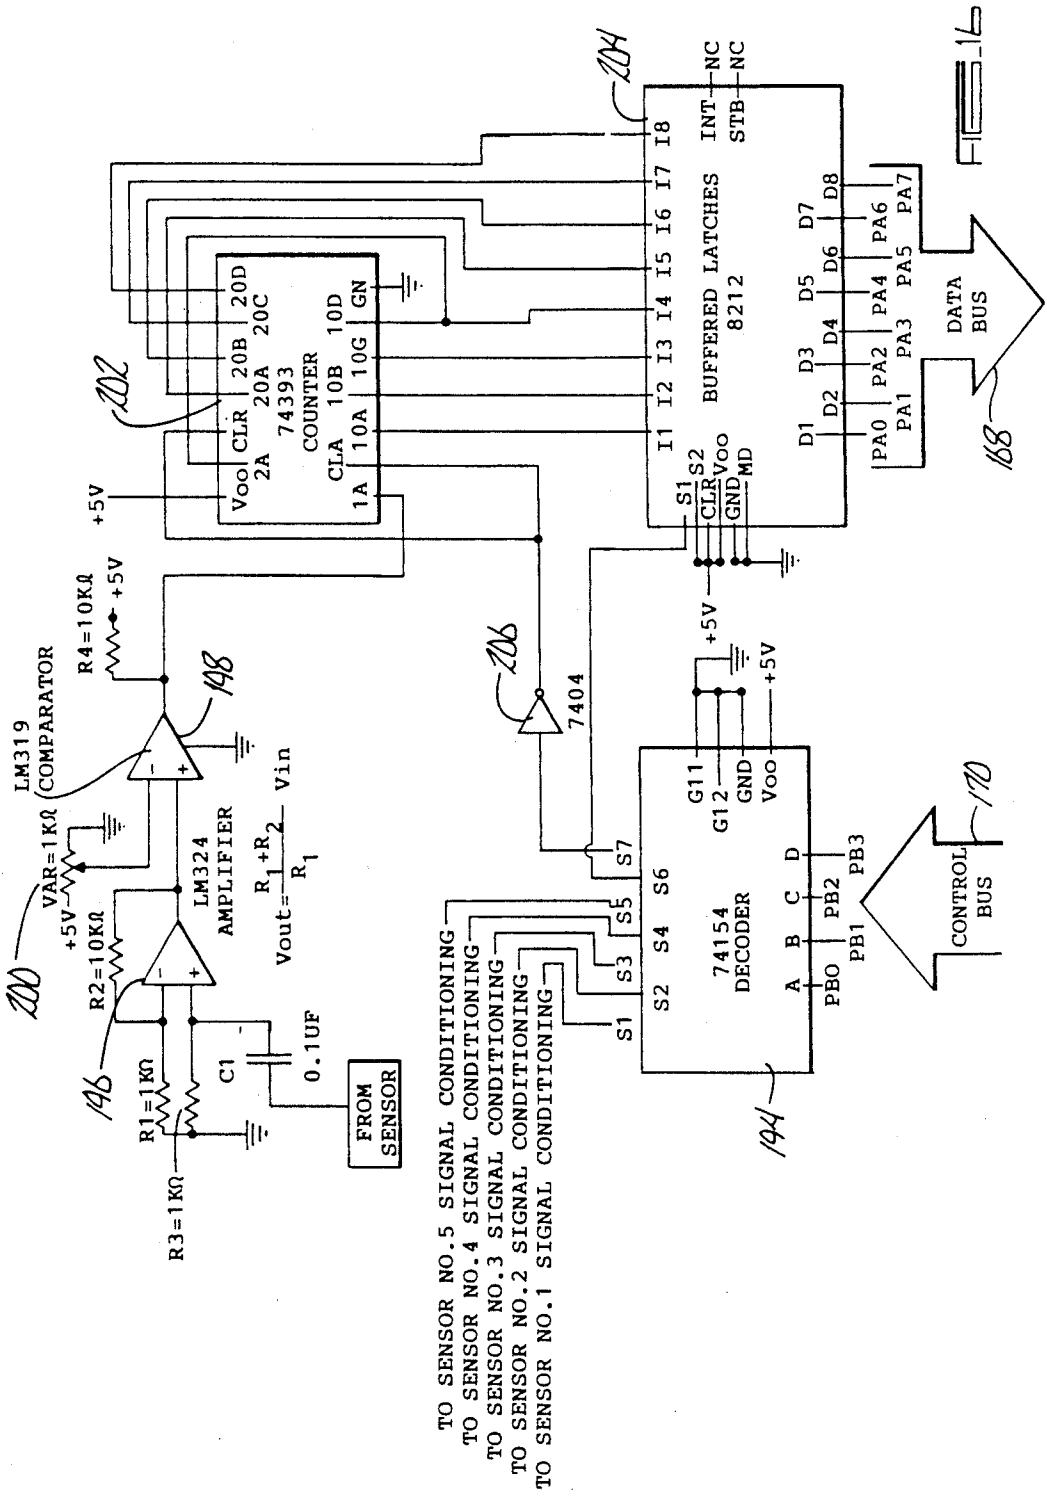 FIG_16
200
+5V
VAR=1KΩ
LM319
COMPARATOR
R4=10KΩ
+5V
198
R2=10KΩ
196
R1=1KΩ
R3=1KΩ
C1
0.1UF
FROM
SENSOR
LM324
AMPLIFIER
Vout= R1+R2 Vin
R1
+5V
202
Voo 2A CLR 20A 20B 20C 20D
74393
COUNTER
1A CLA 10A 10B 10G 10D GN
TO SENSOR NO.5 SIGNAL CONDITIONING
TO SENSOR NO.4 SIGNAL CONDITIONING
TO SENSOR NO.3 SIGNAL CONDITIONING
TO SENSOR NO.2 SIGNAL CONDITIONING
TO SENSOR NO.1 SIGNAL CONDITIONING
206
7404
204
S1 S2 S3 S4 S5 S6 S7
74154
DECODER
A B C D
G11
G12
GND
Voo
+5V
194
PB0 PB1 PB2 PB3
CONTROL
BUS
170
I1 I2 I3 I4 I5 I6 I7 I8
S1
S2
CLR
Voo
GND
MD
+5V
BUFFERED LATCHES
8212
INT NC
STB NC
D1 D2 D3 D4 D5 D6 D7 D8
PA0 PA1 PA2 PA3 PA4 PA5 PA6 PA7
DATA
BUS
168